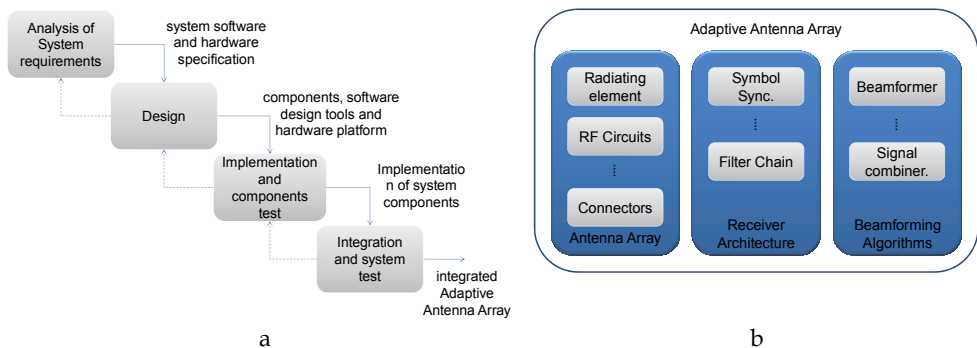 Analysis of
System
requirements
system software
and hardware
specification
Design
components, software
design tools and
hardware platform
Implementation
and
components
test
Implementatio
n of system
components
Integration
and system
test
integrated
Adaptive
Antenna Array
a
Adaptive Antenna Array
Radiating
element
RF Circuits
Connectors
Antenna Array
Symbol
Sync.
Filter Chain
Receiver
Architecture
Beamformer
Signal
combiner.
Beamforming
Algorithms
b